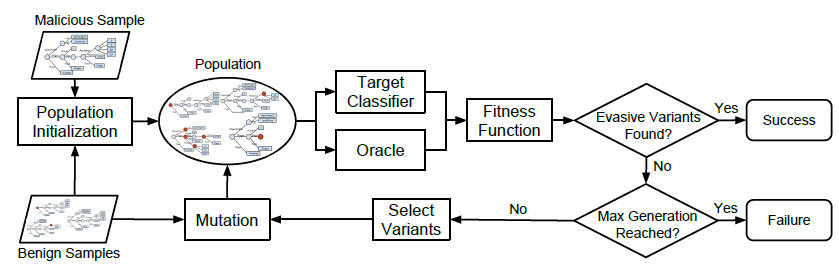 Malicious Sample
Population
Initialization
Benign Samples
Population
Mutation
Target
Classifier
Oracle
Fitness
Function
Select
Variants
Evasive Variants
Found?
Yes
Success
No
Max Generation
Reached?
Yes
Failure
No